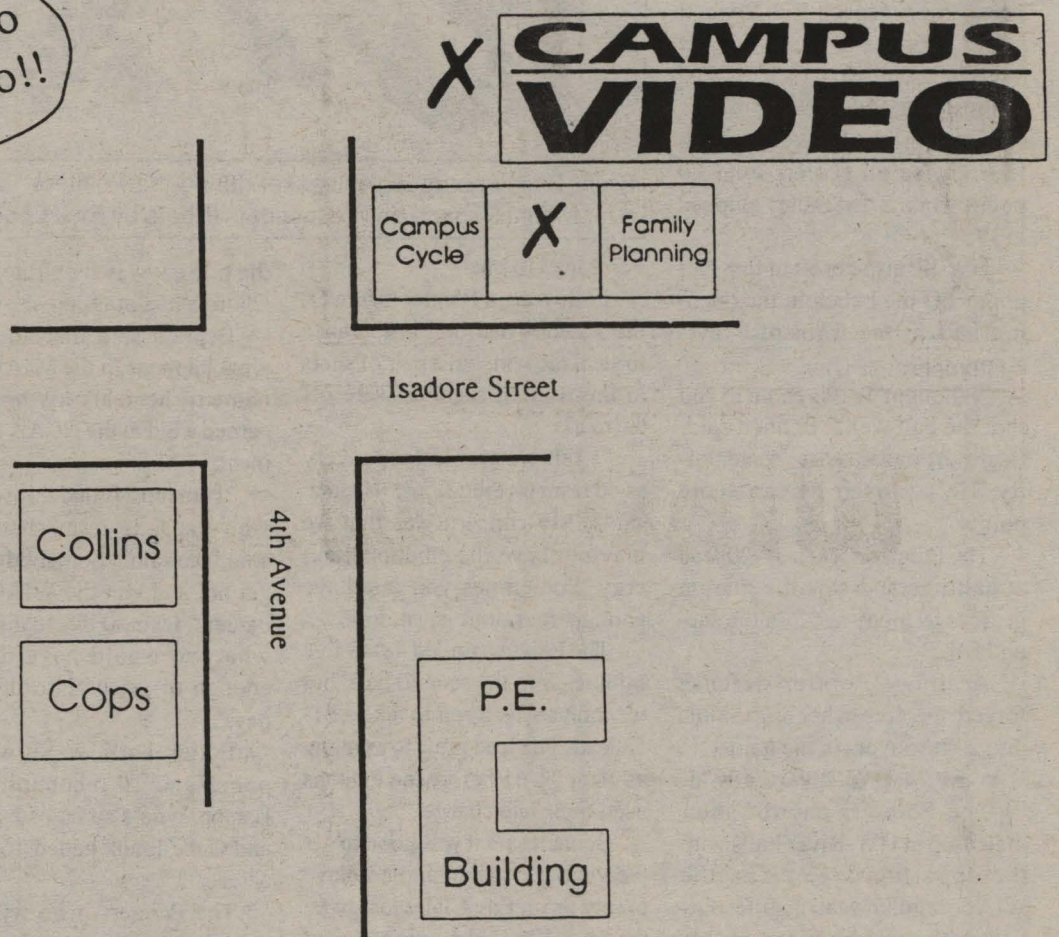 O
O!!
X
CAMPUS
VIDEO
Campus
Cycle
X
Family
Planning
Isadore Street
4th Avenue
Collins
Cops
P.E.
Building